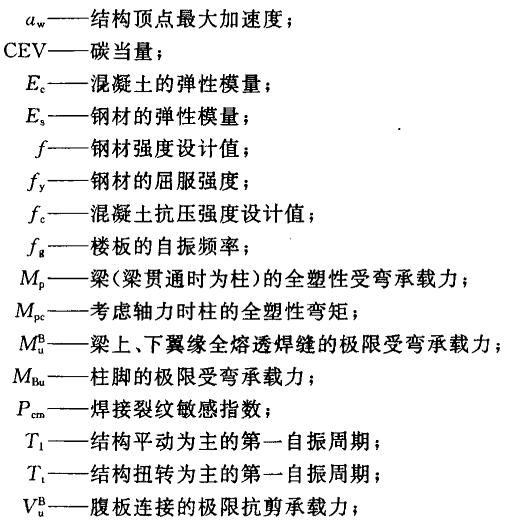 a_w——结构顶点最大加速度；
CEV——碳当量；
E_c——混凝土的弹性模量；
E_s——钢材的弹性模量；
f——钢材强度设计值；
f_y——钢材的屈服强度；
f_c——混凝土抗压强度设计值；
f_g——楼板的自振频率；
M_p——梁(梁贯通时为柱)的全塑性受弯承载力；
M_pc——考虑轴力时柱的全塑性弯矩；
M_u^B——梁上、下翼缘全熔透焊缝的极限受弯承载力；
M_Bu——柱脚的极限受弯承载力；
P_cm——焊接裂纹敏感指数；
T_1——结构平动为主的第一自振周期；
T_t——结构扭转为主的第一自振周期；
V_u^B——腹板连接的极限抗剪承载力；